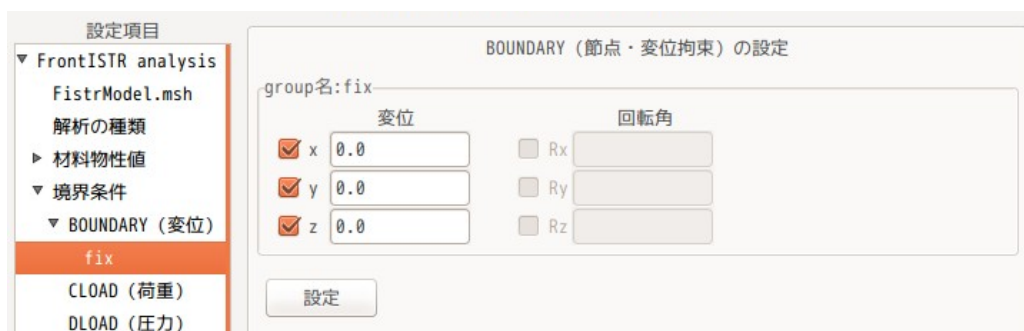 設定項目
FrontISTR analysis
FistrModel.msh
解析の種類
材料物性値
境界条件
BOUNDARY (変位)
fix
CLOAD (荷重)
DLOAD (圧力)
BOUNDARY (節点・変位拘束) の設定
group名:fix
変位 回転角
x 0.0 Rx
y 0.0 Ry
z 0.0 Rz
設定